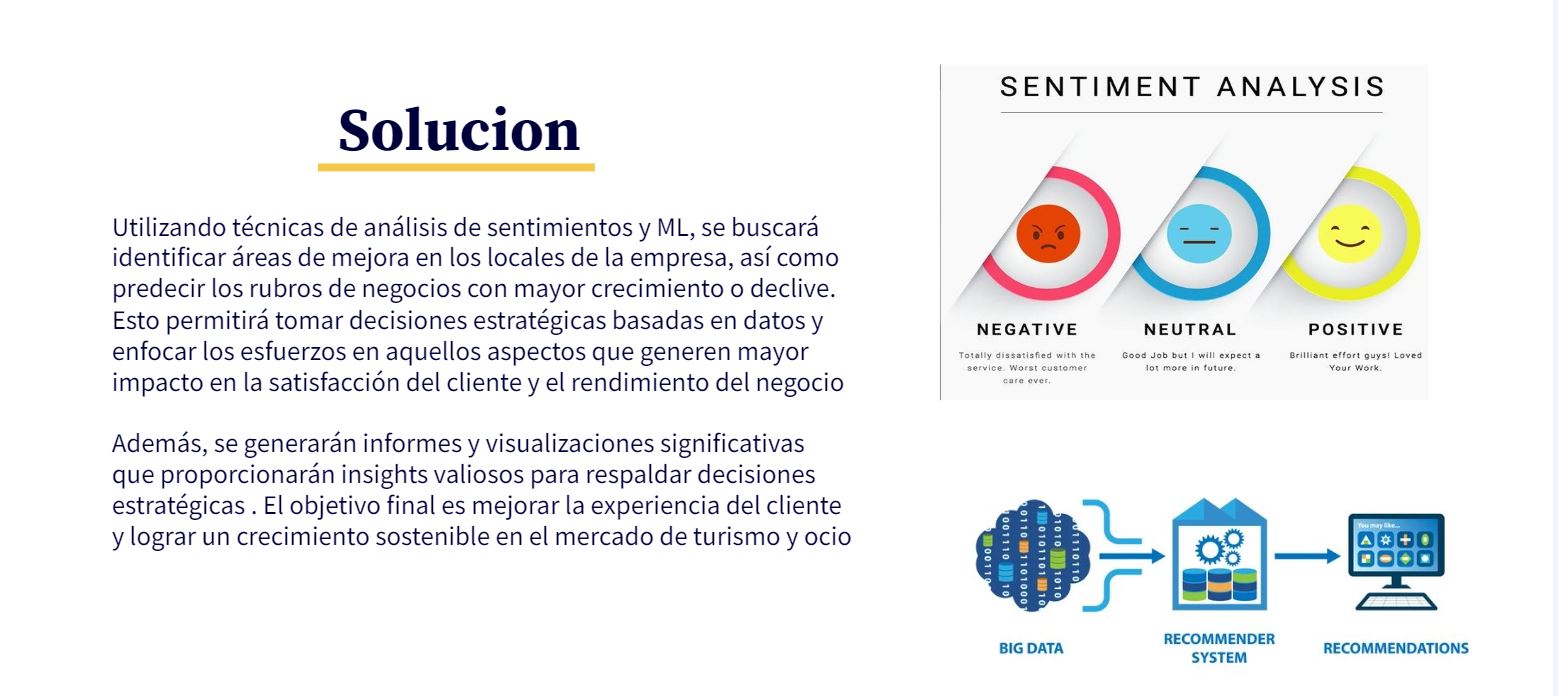 Solucion
Utilizando técnicas de análisis de sentimientos y ML, se buscará
identificar áreas de mejora en los locales de la empresa, así como
predecir los rubros de negocios con mayor crecimiento o declive.
Esto permitirá tomar decisiones estratégicas basadas en datos y
enfocar los esfuerzos en aquellos aspectos que generen mayor
impacto en la satisfacción del cliente y el rendimiento del negocio
Además, se generarán informes y visualizaciones significativas
que proporcionarán insights valiosos para respaldar decisiones
estratégicas . El objetivo final es mejorar la experiencia del cliente
y lograr un crecimiento sostenible en el mercado de turismo y ocio
SENTIMENT ANALYSIS
NEGATIVE
Totally dissatisfied with the
service. Worst customer
care ever.
NEUTRAL
Good Job but I will expect a
lot more in future.
POSITIVE
Brilliant effort guys! Loved
Your Work.
You may like...
BIG DATA
RECOMMENDER
SYSTEM
RECOMMENDATIONS